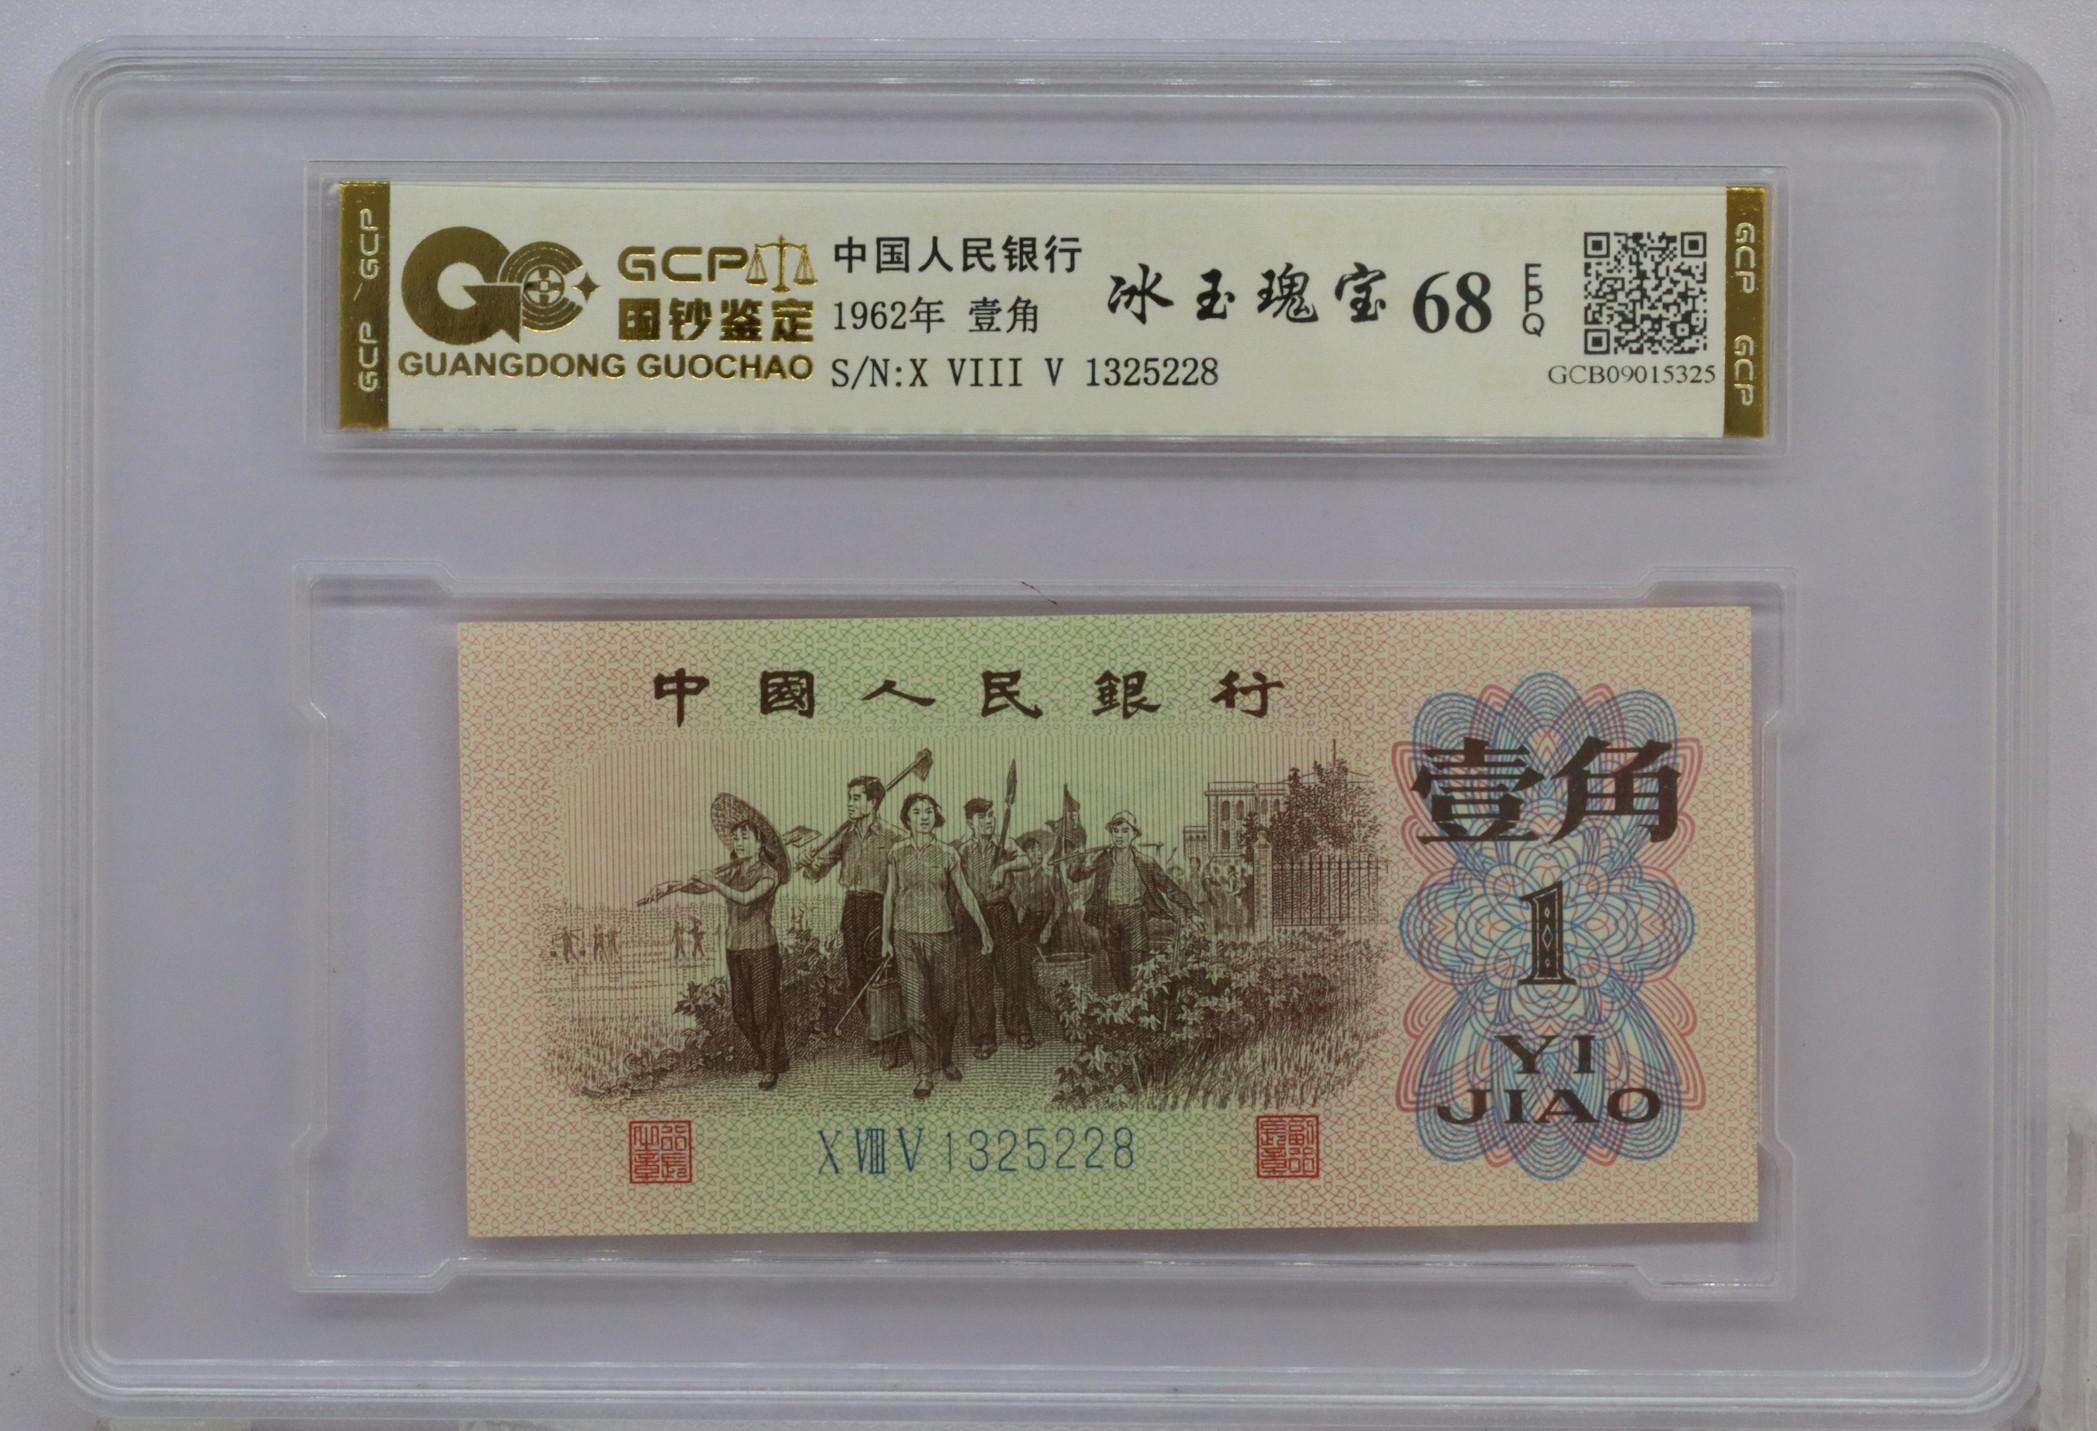 GCP GCP
GCP
国钞鉴定
GUANGDONG GUOCHAO
中国人民银行
1962年 壹角
S/N:X VIII V 1325228
冰玉瑰宝 68 EPQ
GCB09015325
GCP GCP
中國人民銀行
壹角
1
YI
JIAO
X VIII V 1325228